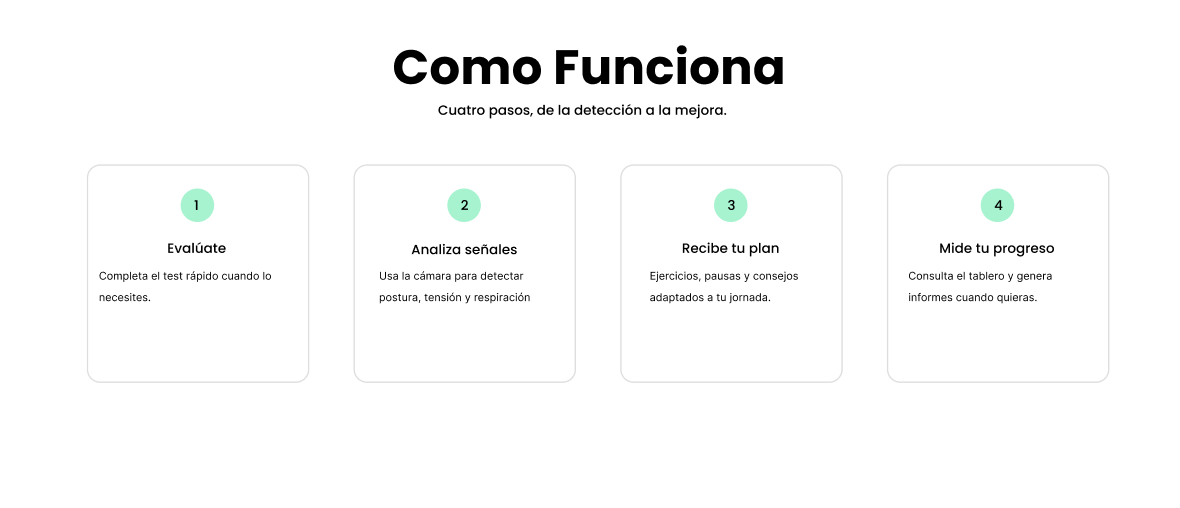 Como Funciona
Cuatro pasos, de la detección a la mejora.
1
Evalúate
Completa el test rápido cuando lo
necesites.
2
Analiza señales
Usa la cámara para detectar
postura, tensión y respiración
3
Recibe tu plan
Ejercicios, pausas y consejos
adaptados a tu jornada.
4
Mide tu progreso
Consulta el tablero y genera
informes cuando quieras.